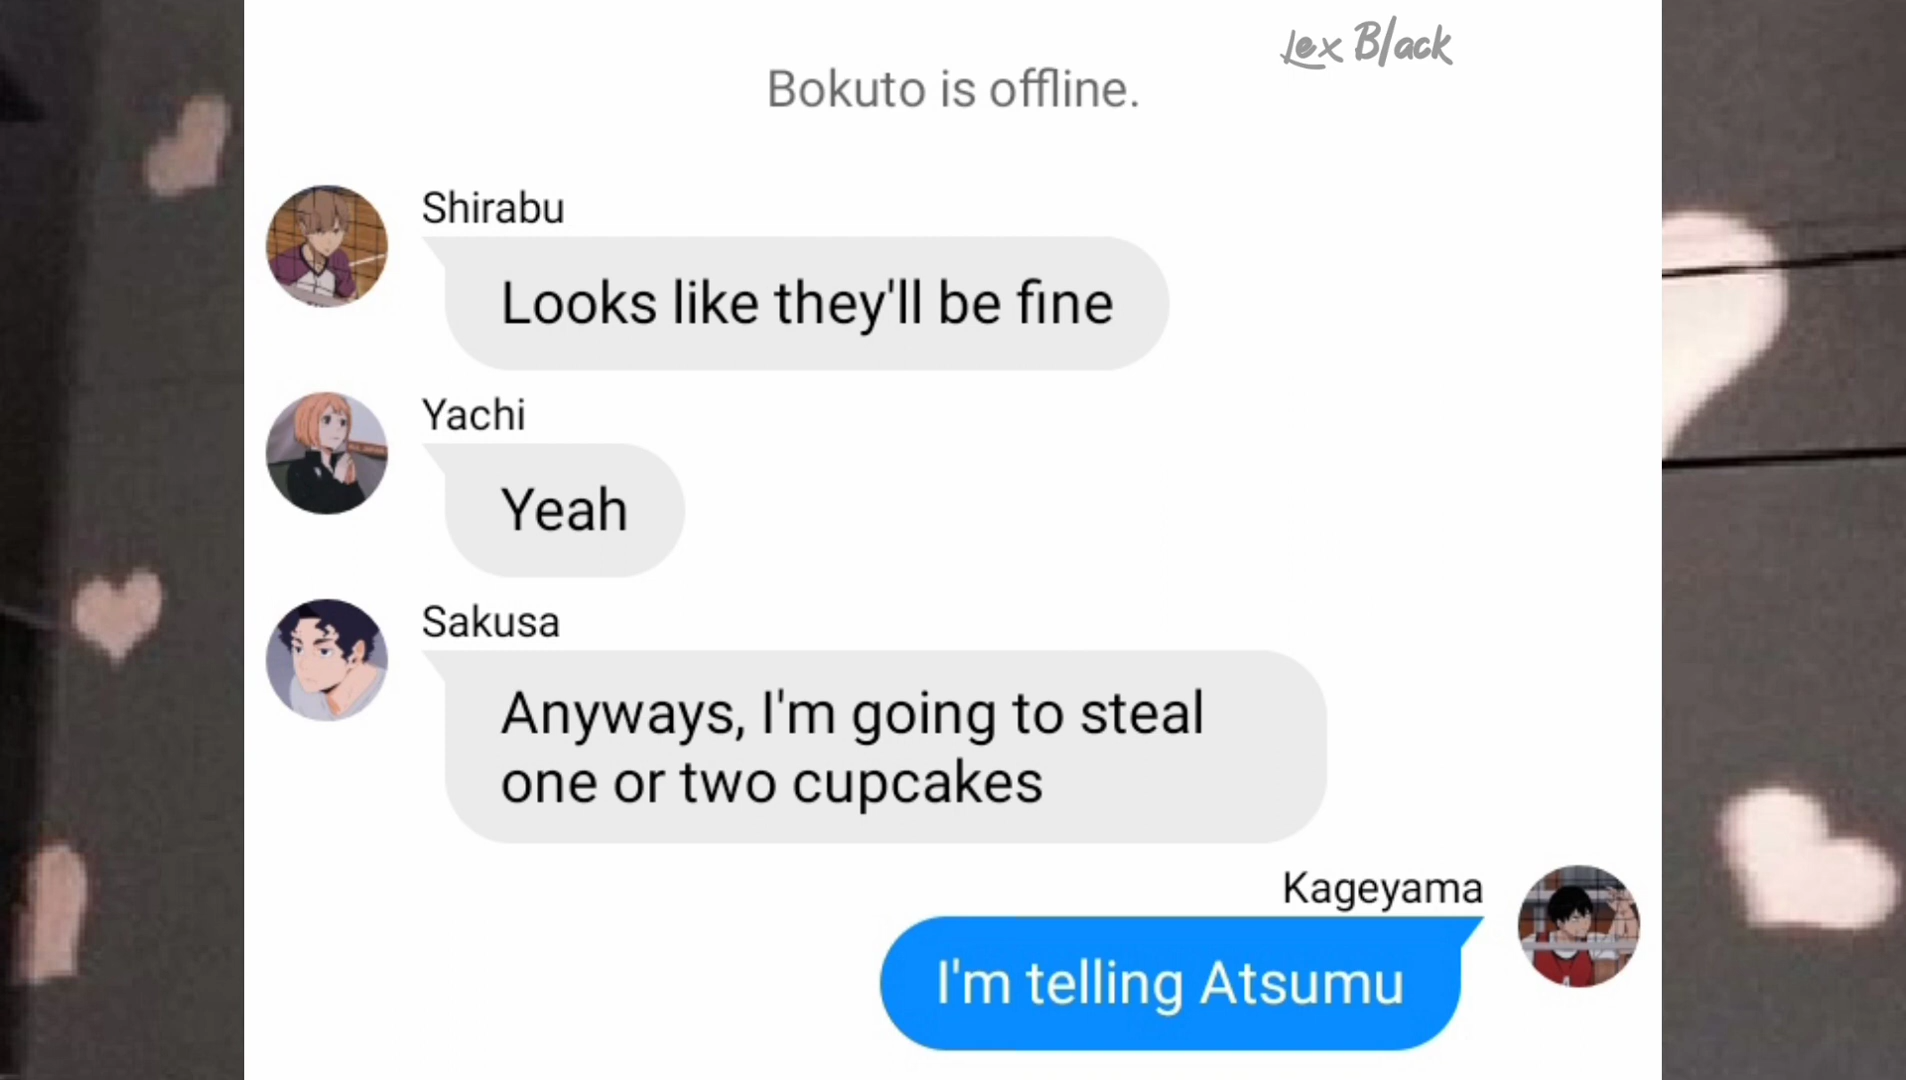 Lex Black
Bokuto is offline.
Shirabu
Looks like they'll be fine
Yachi
Yeah
Sakusa
Anyways, I'm going to steal
one or two cupcakes
Kageyama
I'm telling Atsumu